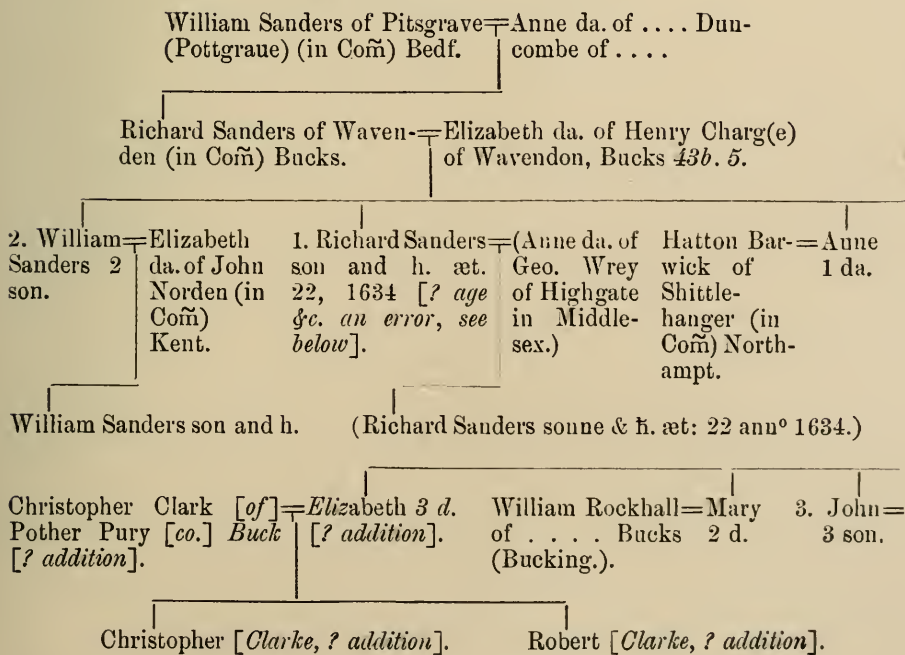 William Sanders of Pitsgrave=Anne da. of .... Dun-
(Pottgraue) (in Com̃) Bedf. combe of ....
Richard Sanders of Waven-=Elizabeth da. of Henry Charg(e)
den (in Com̃) Bucks. of Wavendon, Bucks 43b. 5.
2. William=Elizabeth
Sanders 2 da. of John
son. Norden (in
Com̃)
Kent.
1. Richard Sanders=(Anne da. of
son and h. æt. Geo. Wrey
22, 1634 [? age of Highgate
&c. an error, see in Middle-
below]. sex.)
Hatton Bar-=Anne
wick of 1 da.
Shittle-
hanger (in
Com̃) North-
ampt.
William Sanders son and h. (Richard Sanders sonne & ħ. æt: 22 annº 1634.)
Christopher Clark [of]=Elizabeth 3 d.
Pother Pury [co.] Buck [? addition].
[? addition].
William Rockhall=Mary
of .... Bucks 2 d.
(Bucking.).
3. John=
3 son.
Christopher [Clarke, ? addition]. Robert [Clarke, ? addition].